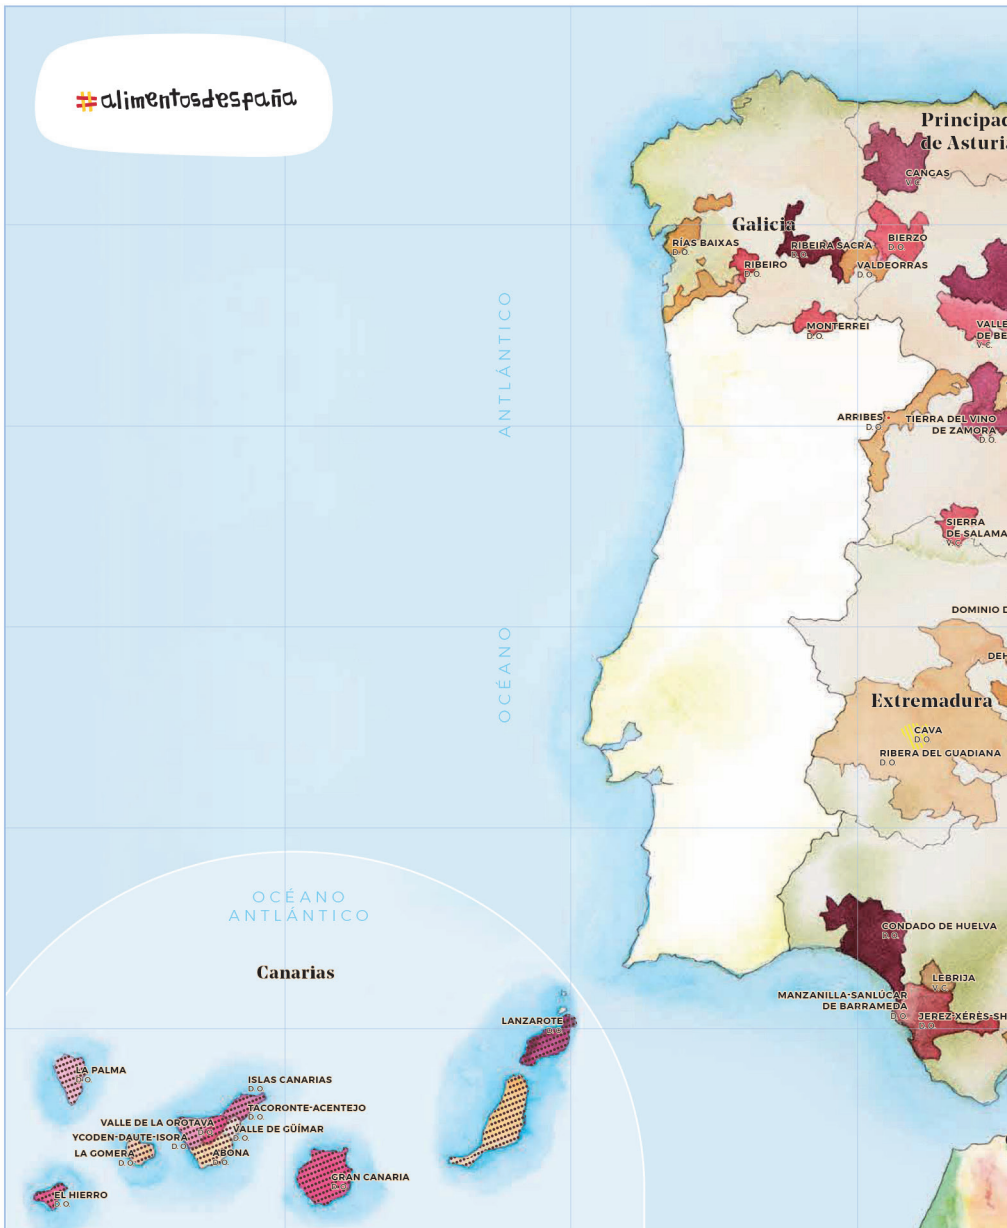 #alimentosdespaña
Principad
de Asturia
CANGAS
V.C.
Galicia
RÍAS BAIXAS
D.O.
RIBEIRO
D.O.
RIBEIRA SACRA
D.O.
BIERZO
D.O.
VALDEORRAS
D.O.
MONTERREI
D.O.
VALLE
DE BE
V.C.
ANTLÁNTICO
OCÉANO
ARRIBES
D.O.
TIERRA DEL VINO
DE ZAMORA
D.O.
SIERRA
DE SALAMA
V.C.
DOMINIO D
DEH
Extremadura
CAVA
D.O
RIBERA DEL GUADIANA
D.O
CONDADO DE HUELVA
D.O.
LEBRIJA
V.C.
MANZANILLA-SANLÚCAR
DE BARRAMEDA
D.O.
JEREZ-XÉRÈS-SH
D.O.
OCÉANO
ANTLÁNTICO
Canarias
LANZAROTE
D.O.
LA PALMA
D.O.
ISLAS CANARIAS
D.O.
TACORONTE-ACENTEJO
D.O.
VALLE DE LA OROTAVA
D.O.
VALLE DE GÜÍMAR
D.O.
YCODEN-DAUTE-ISORA
D.O.
LA GOMERA
D.O.
ABONA
D.O.
GRAN CANARIA
D.O.
EL HIERRO
D.O.